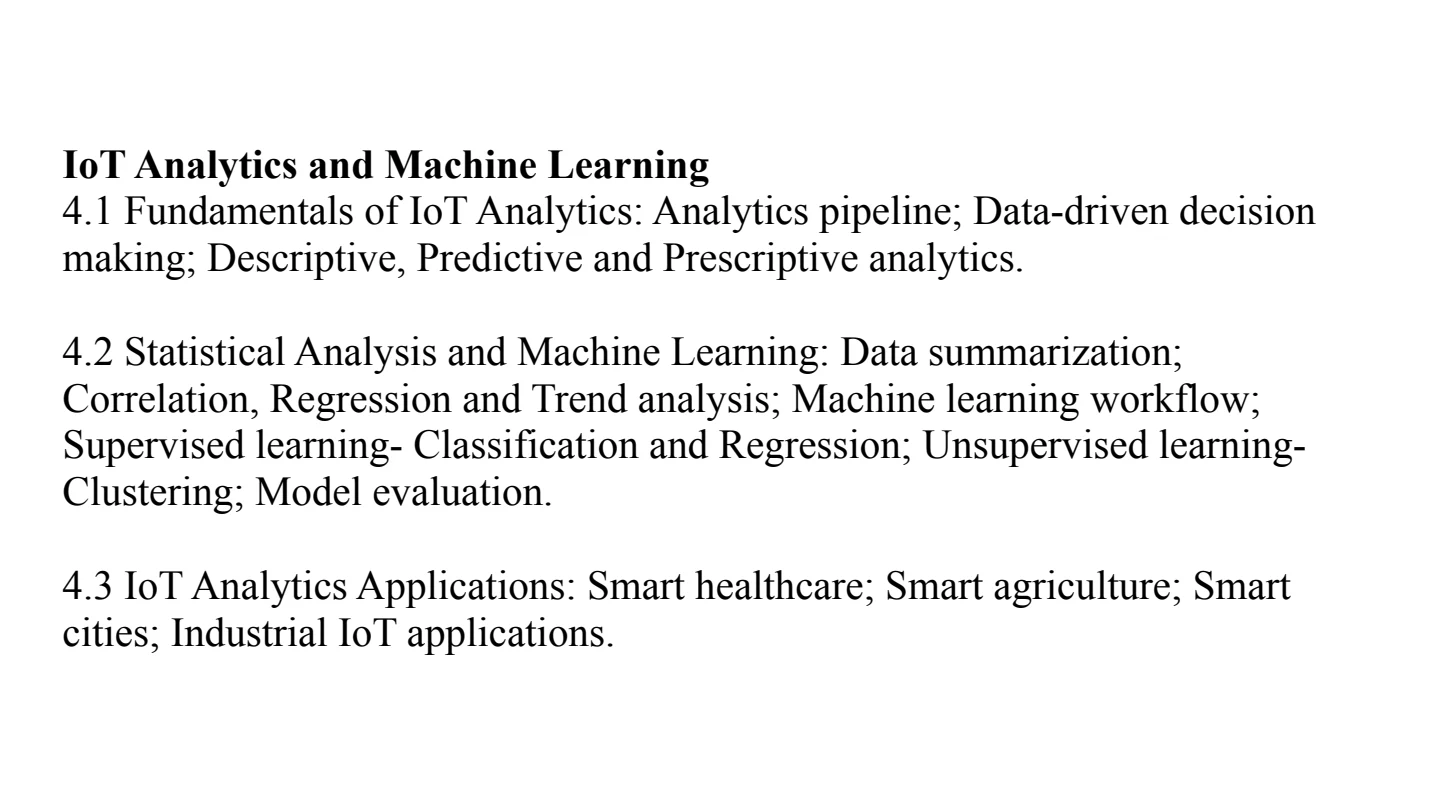 IoT Analytics and Machine Learning
4.1 Fundamentals of IoT Analytics: Analytics pipeline; Data-driven decision
making; Descriptive, Predictive and Prescriptive analytics.
4.2 Statistical Analysis and Machine Learning: Data summarization;
Correlation, Regression and Trend analysis; Machine learning workflow;
Supervised learning- Classification and Regression; Unsupervised learning-
Clustering; Model evaluation.
4.3 IoT Analytics Applications: Smart healthcare; Smart agriculture; Smart
cities; Industrial IoT applications.